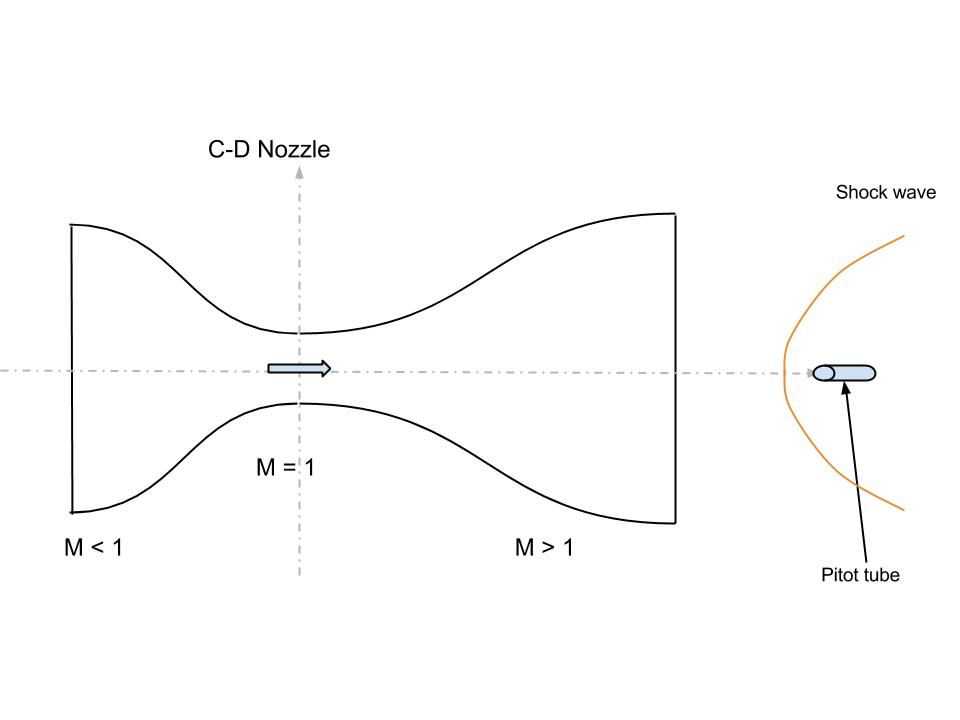 C-D Nozzle
Shock wave
M = 1
M < 1
M > 1
Pitot tube